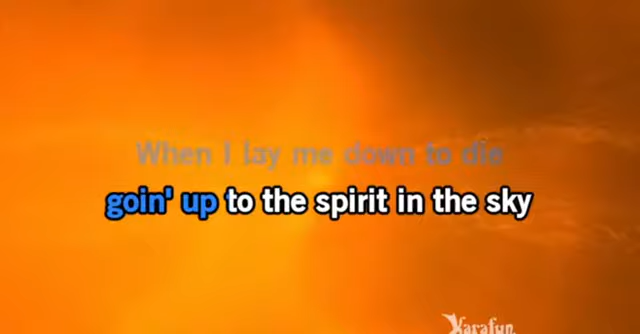 When I lay me down to die
goin' up to the spirit in the sky
Karafun